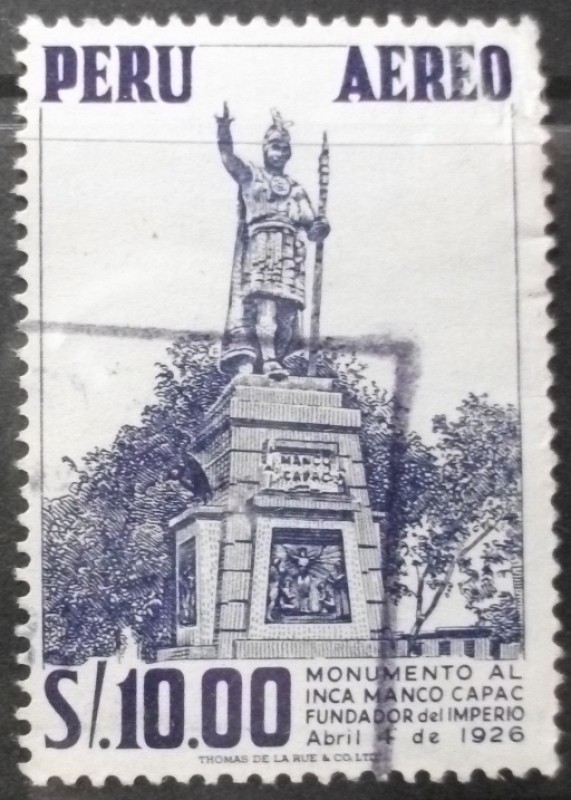 PERU AEREO
MANCO
CAPAC
S/.10.00
MONUMENTO AL
INCA MANCO CAPAC
FUNDADOR del IMPERIO
Abril 4 de 1926
THOMAS DE LA RUE & CO. LTD.